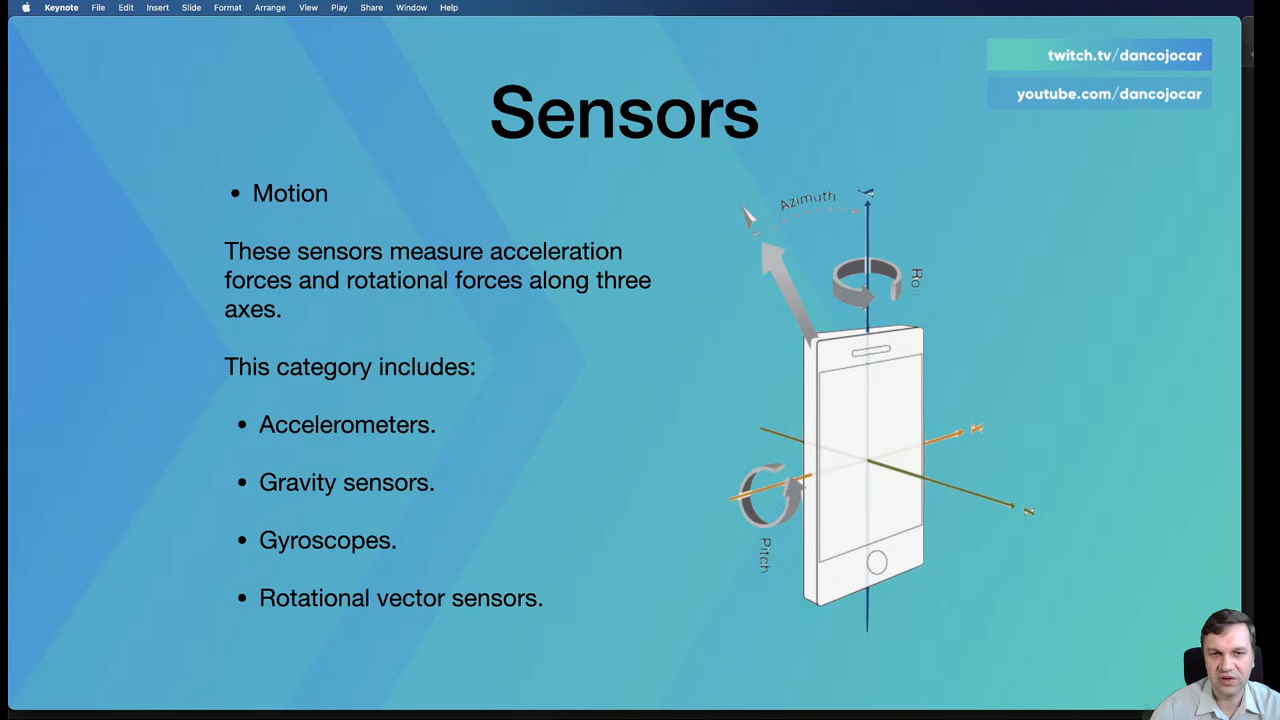 Keynote File Edit Insert Slide Format Arrange View Play Share Window Help
twitch.tv/dancojocar
youtube.com/dancojocar
Sensors
• Motion
These sensors measure acceleration
forces and rotational forces along three
axes.
This category includes:
• Accelerometers.
• Gravity sensors.
• Gyroscopes.
• Rotational vector sensors.
Azimuth
Y
Pitch